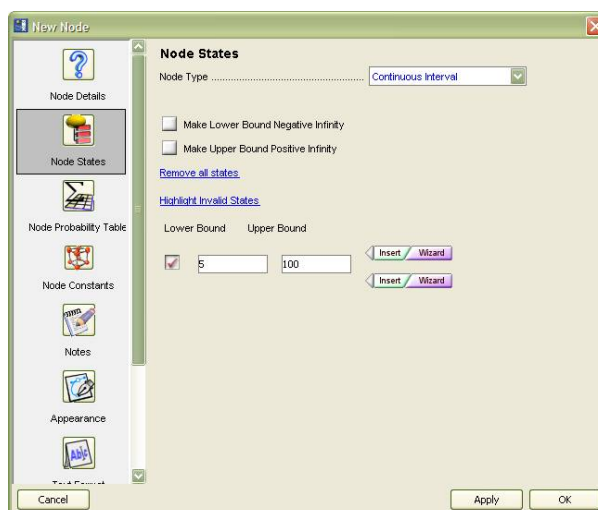 New Node
Node Details
Node States
Node Probability Table
Node Constants
Notes
Appearance
Node States
Node Type
Continuous Interval
Make Lower Bound Negative Infinity
Make Upper Bound Positive Infinity
Remove all states
Highlight Invalid States
Lower Bound Upper Bound
5 100 Insert Wizard
Insert Wizard
Cancel Apply OK